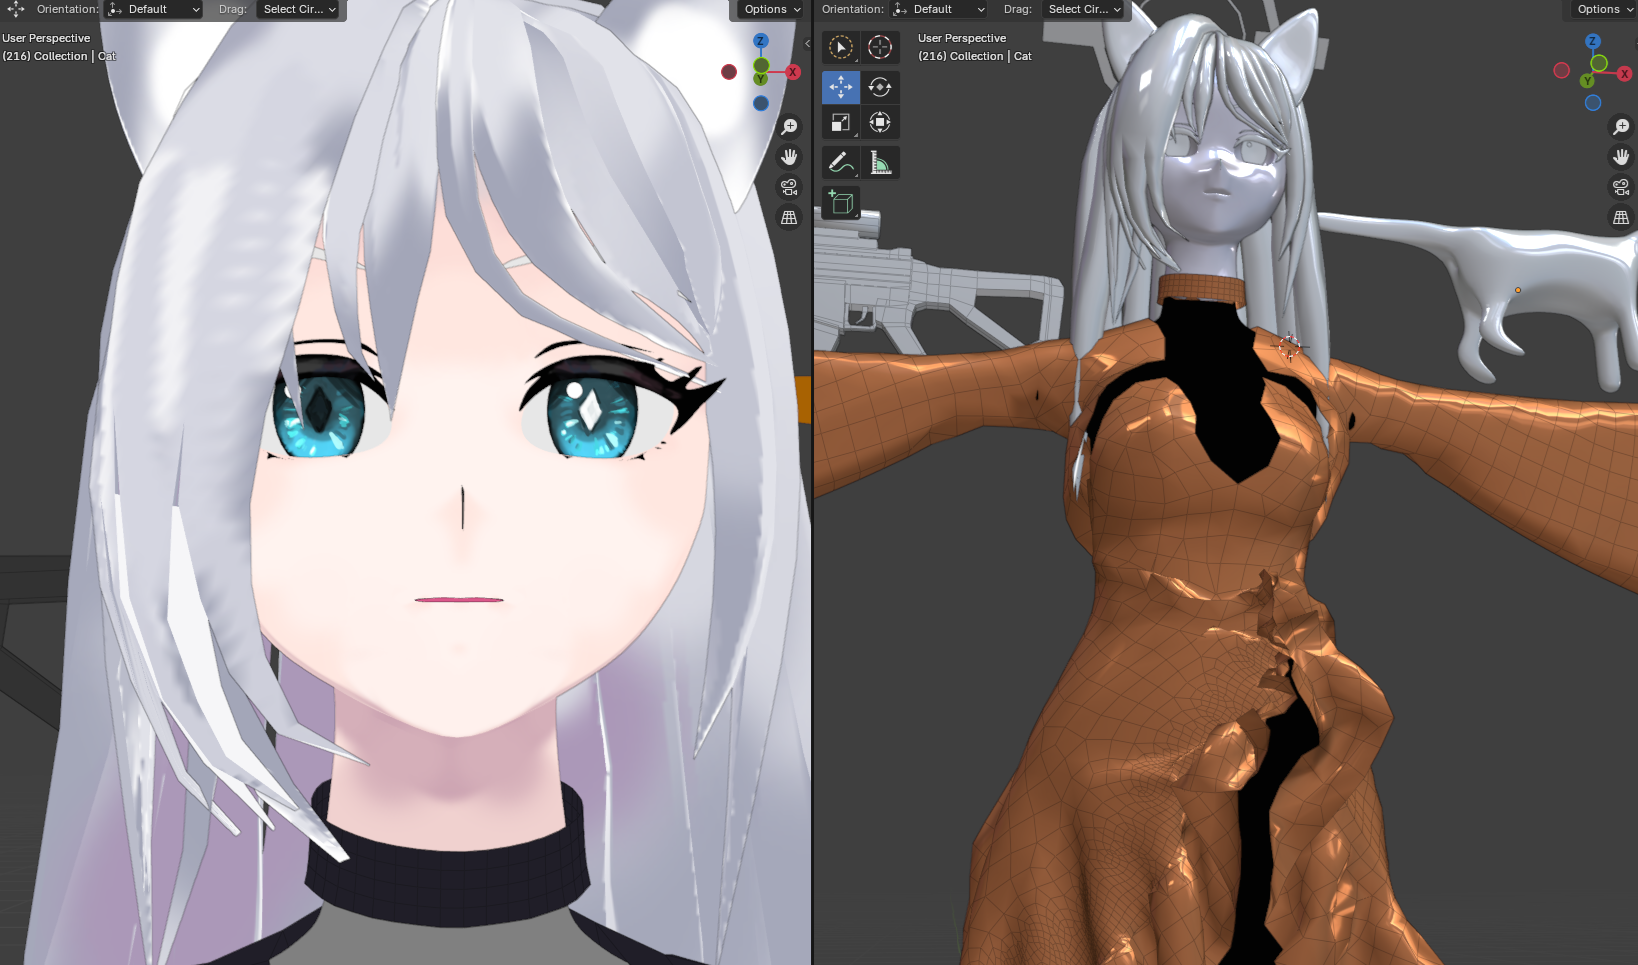 Orientation: Default Drag: Select Cir... Options
User Perspective
(216) Collection | Cat
Z
X
Y
Orientation: Default Drag: Select Cir... Options
User Perspective
(216) Collection | Cat
Z
X
Y